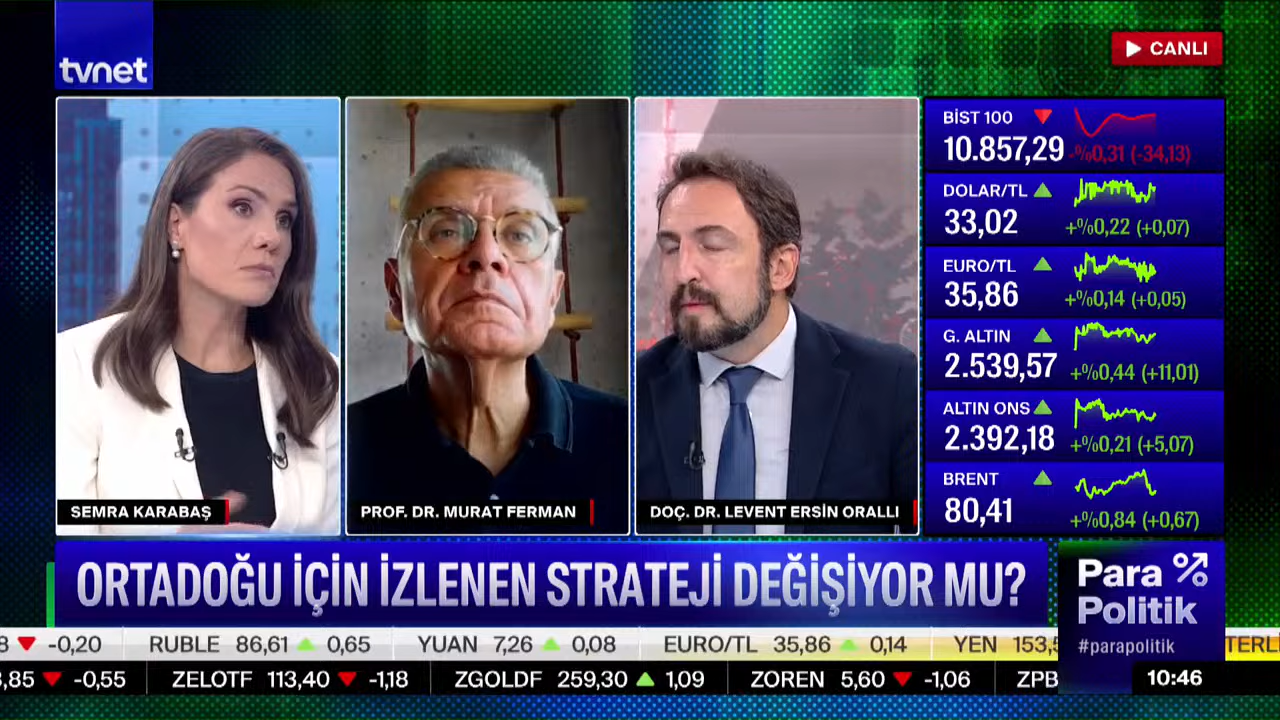 tvnet
CANLI
BİST 100
10.857,29
-%0,31 (-34,13)
DOLAR/TL
33,02
+%0,22 (+0,07)
EURO/TL
35,86
+%0,14 (+0,05)
G. ALTIN
2.539,57
+%0,44 (+11,01)
ALTIN ONS
2.392,18
+%0,21 (+5,07)
BRENT
80,41
+%0,84 (+0,67)
SEMRA KARABAŞ
PROF. DR. MURAT FERMAN
DOÇ. DR. LEVENT ERSİN ORALLI
ORTADOĞU İÇİN İZLENEN STRATEJİ DEĞİŞİYOR MU?
Para %
Politik
#parapolitik
-0,20 RUBLE 86,61 0,65 YUAN 7,26 0,08 EURO/TL 35,86 0,14 YEN 153,5
,85 -0,55 ZELOTF 113,40 -1,18 ZGOLDF 259,30 1,09 ZOREN 5,60 -1,06 ZPB
10:46